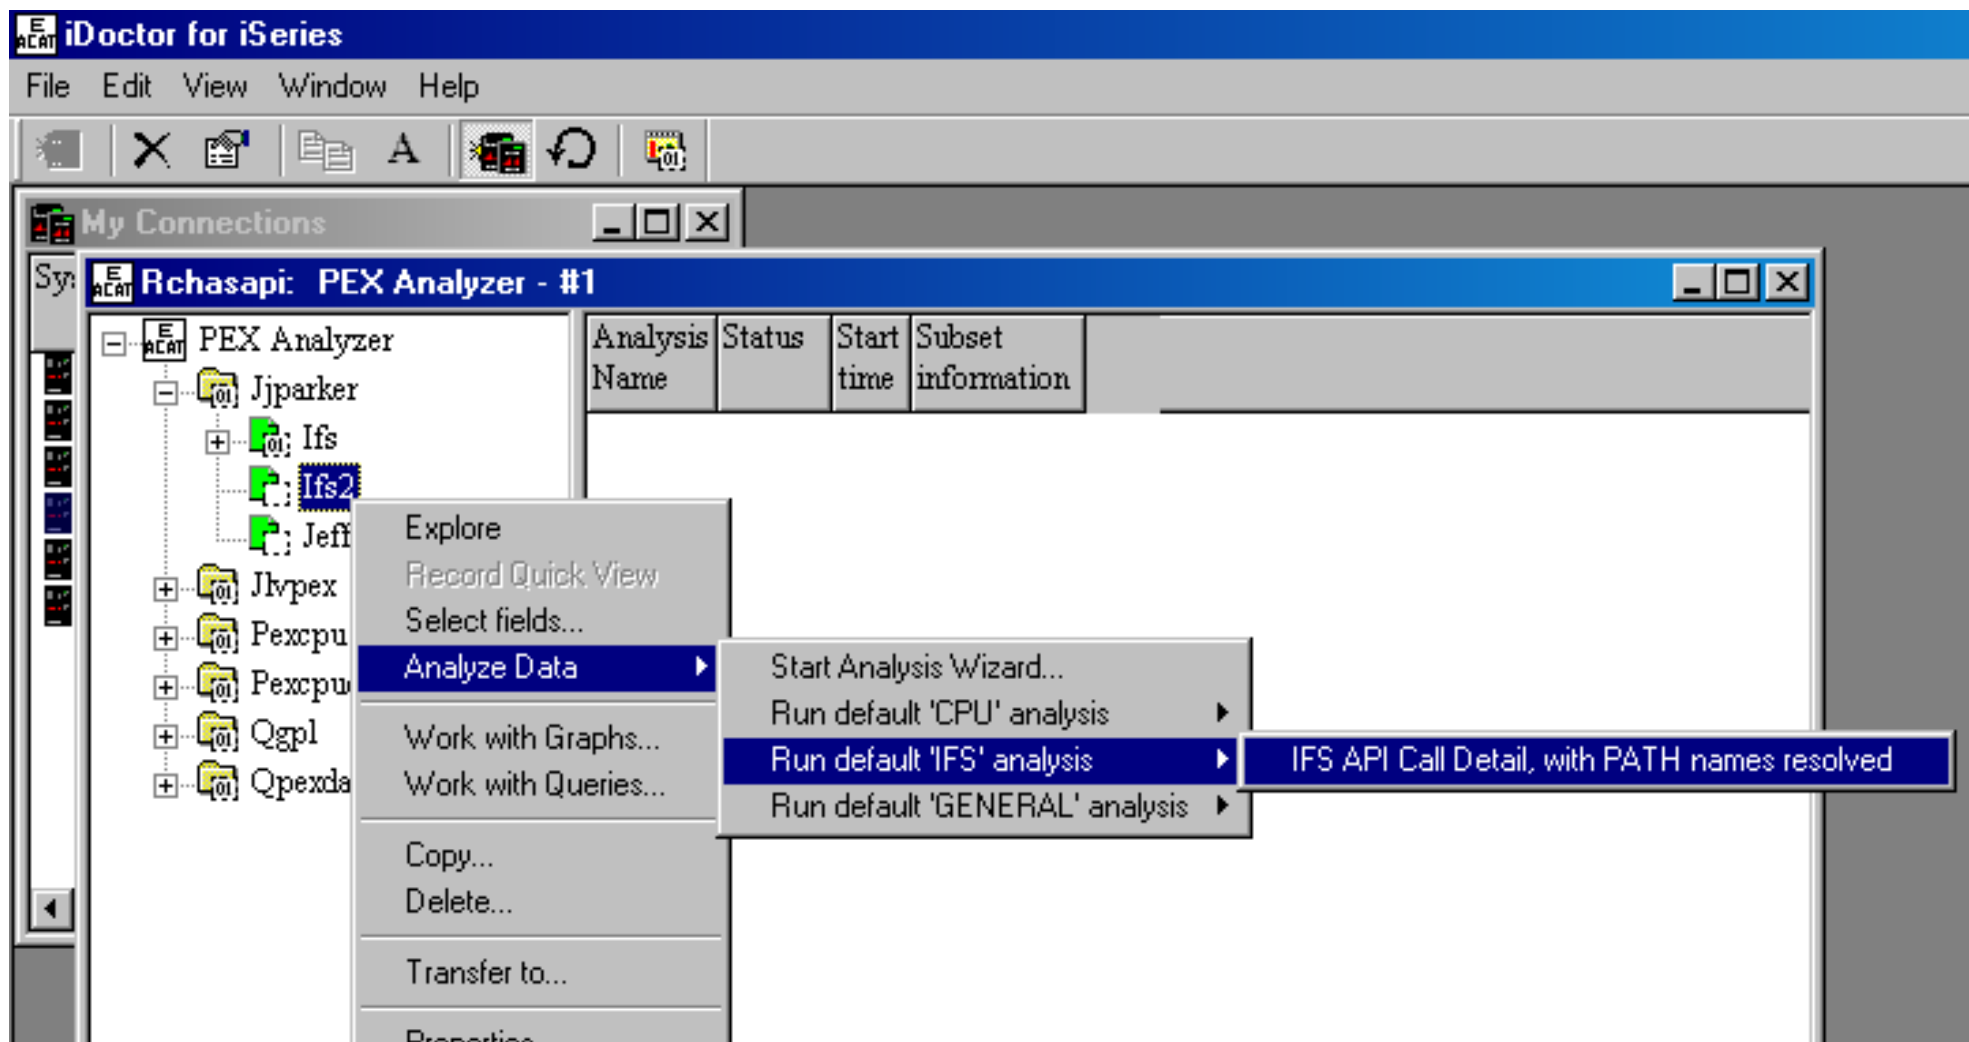 iDoctor for iSeries
File Edit View Window Help
A
My Connections
Rchasapi: PEX Analyzer - #1
PEX Analyzer
Analysis Name
Status
Start time
Subset information
Jjparker
Ifs
Ifs2
Jeff
Jlvpex
Pexcpu
Qgpl
Explore
Record Quick View
Select fields...
Analyze Data
Work with Graphs...
Work with Queries...
Copy...
Delete...
Transfer to...
Start Analysis Wizard...
Run default 'CPU' analysis
Run default 'IFS' analysis
Run default 'GENERAL' analysis
IFS API Call Detail, with PATH names resolved